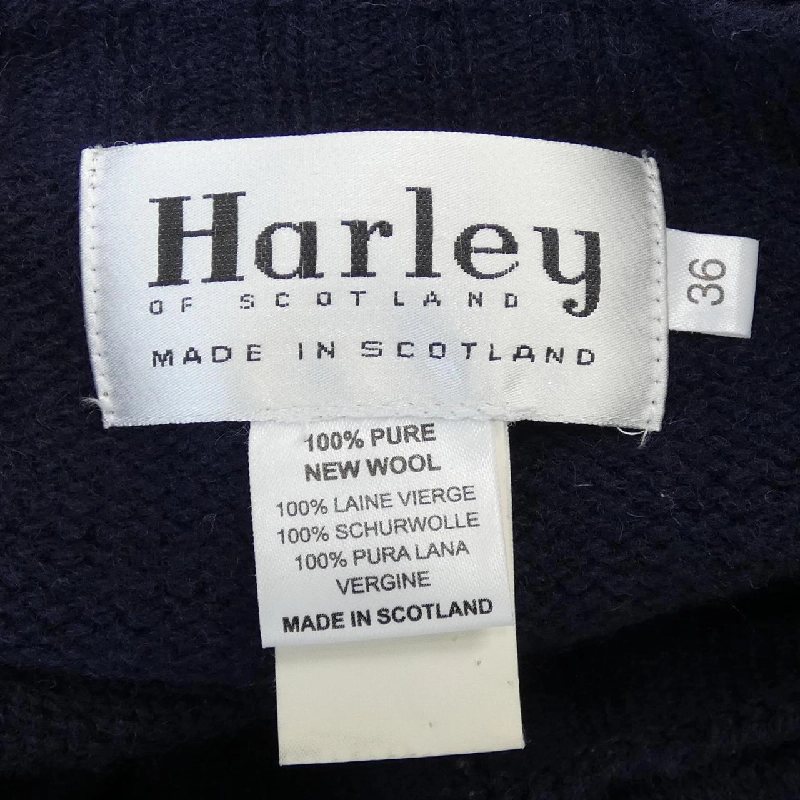 Harley
OF SCOTLAND
MADE IN SCOTLAND
36
100% PURE
NEW WOOL
100% LAINE VIERGE
100% SCHURWOLLE
100% PURA LANA
VERGINE
MADE IN SCOTLAND